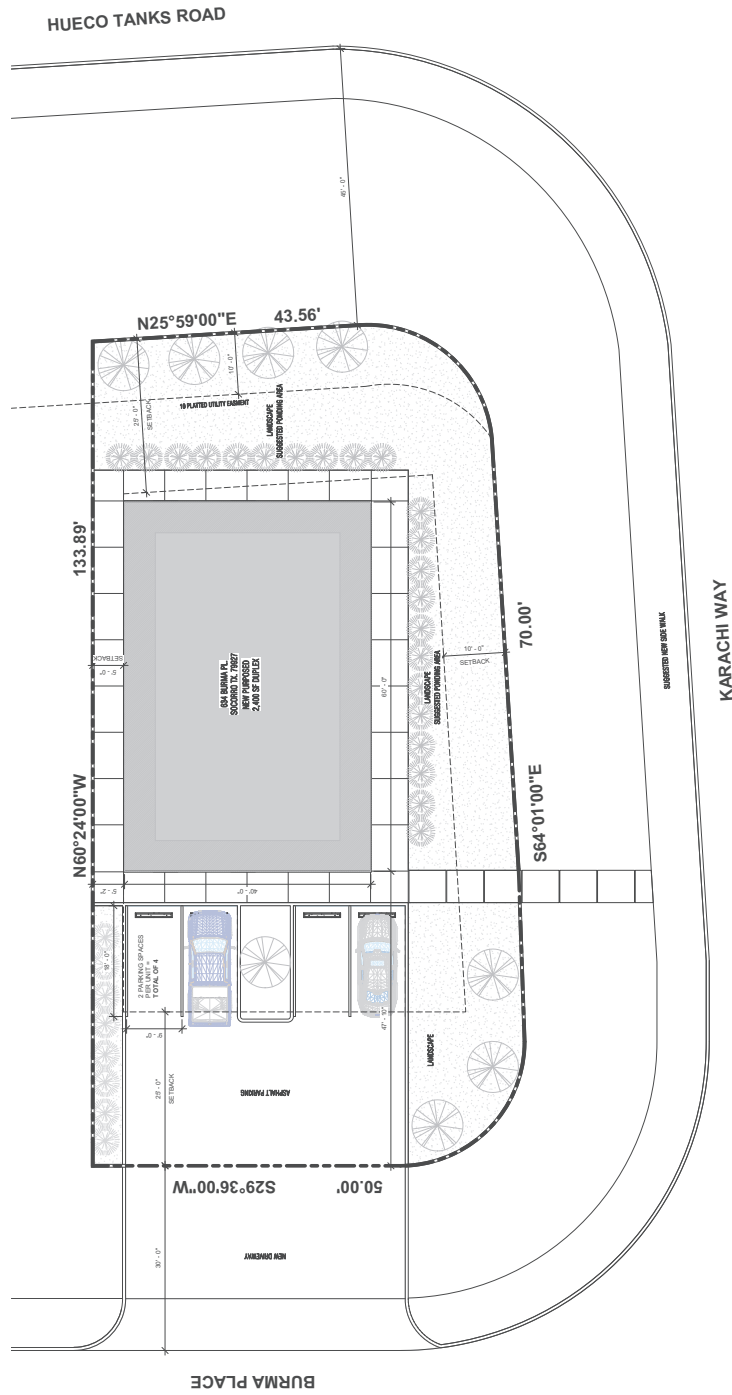 HUECO TANKS ROAD
45' - 0"
N25°59'00"E 43.56'
10' - 0"
25' - 0"
SETBACK
10 PLATTED UTILITY EASMENT
LANDSCAPE
SUGGESTED PONDING AREA
133.89'
5' - 0"
SETBACK
634 BURMA PL.
SOCORRO TX. 79927
NEW PURPOSED
2,400 SF DUPLEX
60' - 0"
LANDSCAPE
SUGGESTED PONDING AREA
10' - 0"
SETBACK
70.00'
SUGGESTED NEW SIDE WALK
KARACHI WAY
N60°24'00"W
S64°01'00"E
5' - 2"
40' - 0"
18' - 0"
2 PARKING SPACES
PER UNIT =
TOTAL OF 4
9' - 0"
47' - 10"
25' - 0"
SETBACK
ASPHALT PARKING
LANDSCAPE
S29°36'00"W 50.00'
30' - 0"
NEW DRIVEWAY
BURMA PLACE